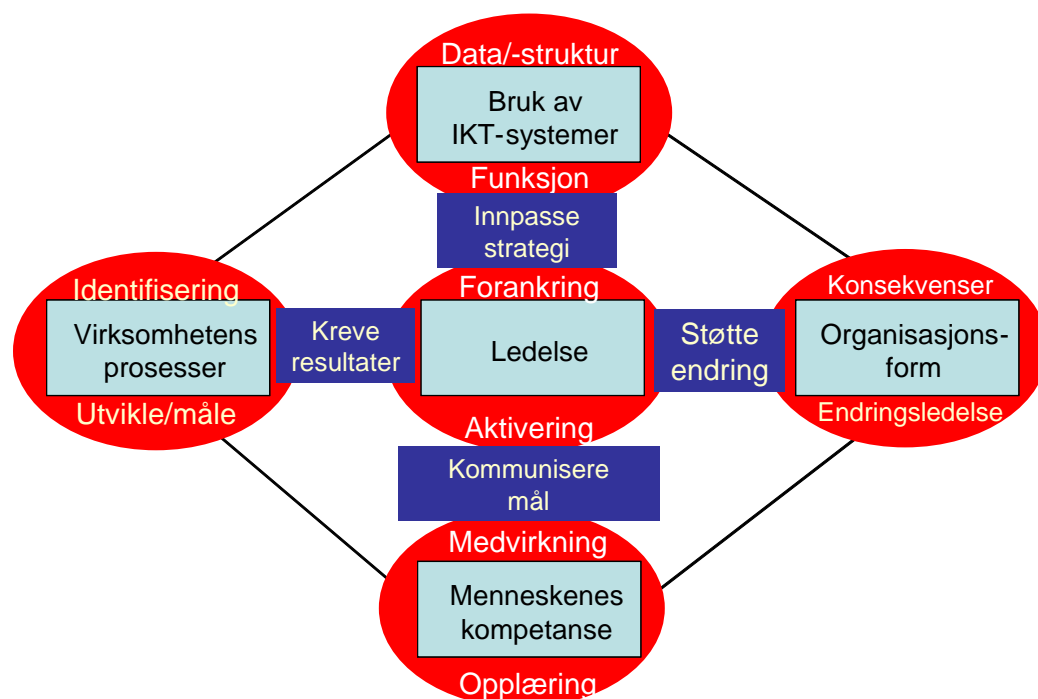 Data/-struktur
Bruk av
IKT-systemer
Funksjon
Innpasse
strategi
Identifisering
Virksomhetens
prosesser
Utvikle/måle
Kreve
resultater
Forankring
Ledelse
Aktivering
Støtte
endring
Konsekvenser
Organisasjons-
form
Endringsledelse
Kommunisere
mål
Medvirkning
Menneskenes
kompetanse
Opplæring